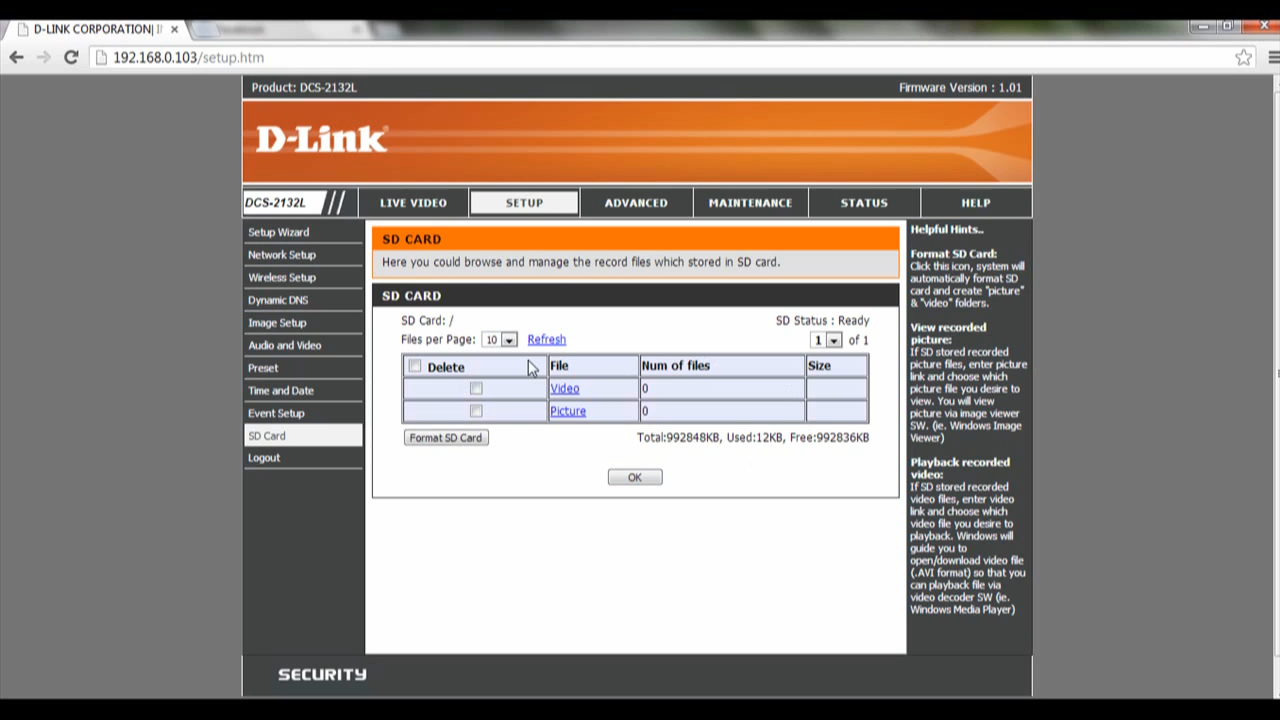 D-LINK CORPORATION| I
192.168.0.103/setup.htm
Product: DCS-2132L
Firmware Version : 1.01
D-Link
DCS-2132L
LIVE VIDEO
SETUP
ADVANCED
MAINTENANCE
STATUS
HELP
Setup Wizard
Network Setup
Wireless Setup
Dynamic DNS
Image Setup
Audio and Video
Preset
Time and Date
Event Setup
SD Card
Logout
SD CARD
Here you could browse and manage the record files which stored in SD card.
SD CARD
SD Card: /
SD Status : Ready
Files per Page: 10 Refresh
1 of 1
Delete File Num of files Size
Video 0
Picture 0
Format SD Card
Total:992848KB, Used:12KB, Free:992836KB
OK
Helpful Hints..
Format SD Card:
Click this icon, system will
automatically format SD
card and create "picture"
& "video" folders.
View recorded
picture:
If SD stored recorded
picture files, enter picture
link and choose which
picture file you desire to
view. You will view
picture via image viewer
SW. (ie. Windows Image
Viewer)
Playback recorded
video:
If SD stored recorded
video files, enter video
link and choose which
video file you desire to
playback. Windows will
guide you to
open/download video file
(.AVI format) so that you
can playback file via
video decoder SW (ie.
Windows Media Player)
SECURITY